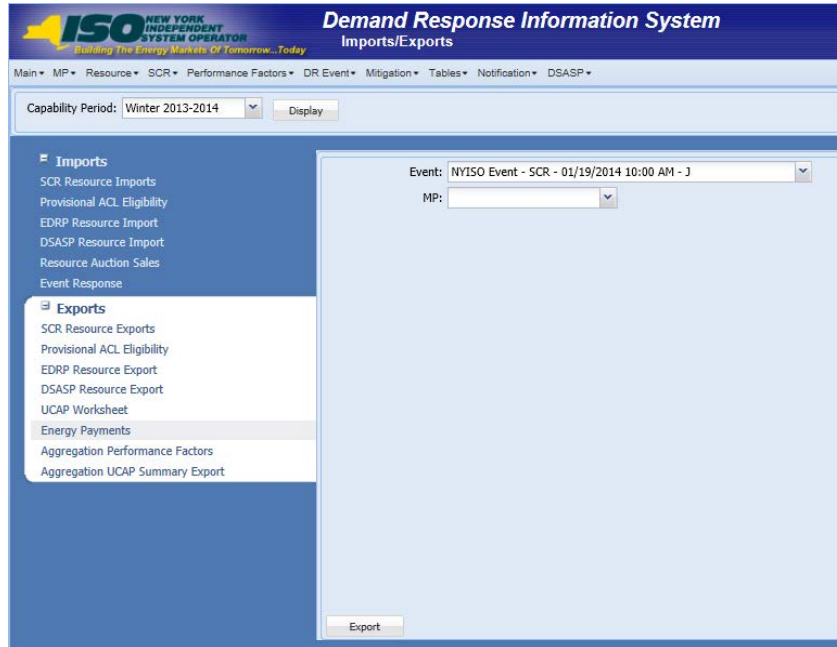 ISO NEW YORK
INDEPENDENT
SYSTEM OPERATOR
Building The Energy Markets Of Tomorrow...Today
Demand Response Information System
Imports/Exports
Main MP Resource SCR Performance Factors DR Event Mitigation Tables Notification DSASP
Capability Period: Winter 2013-2014 Display
Imports
SCR Resource Imports
Provisional ACL Eligibility
EDRP Resource Import
DSASP Resource Import
Resource Auction Sales
Event Response
Exports
SCR Resource Exports
Provisional ACL Eligibility
EDRP Resource Export
DSASP Resource Export
UCAP Worksheet
Energy Payments
Aggregation Performance Factors
Aggregation UCAP Summary Export
Event: NYISO Event - SCR - 01/19/2014 10:00 AM - J
MP:
Export